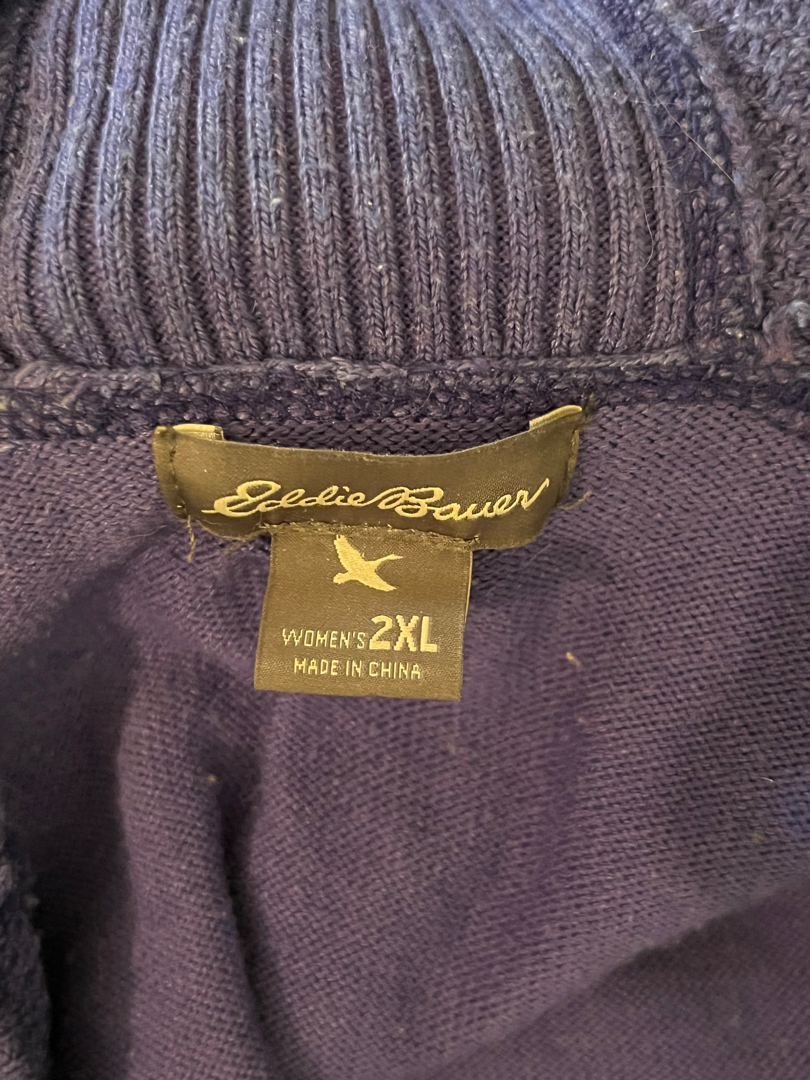 Eddie Bauer
WOMEN'S 2XL
MADE IN CHINA